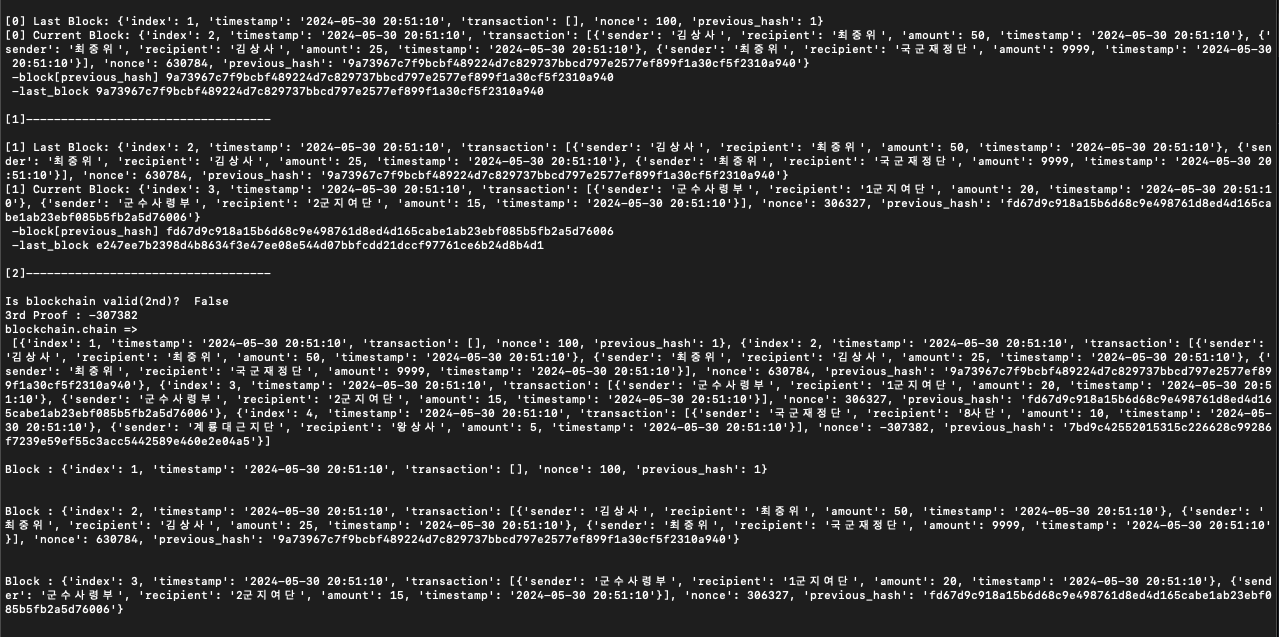 [0] Last Block: {'index': 1, 'timestamp': '2024-05-30 20:51:10', 'transaction': [], 'nonce': 100, 'previous_hash': 1}
[0] Current Block: {'index': 2, 'timestamp': '2024-05-30 20:51:10', 'transaction': [{'sender': '김상사', 'recipient': '최중위', 'amount': 50, 'timestamp': '2024-05-30 20:51:10'}, {'
sender': '최중위', 'recipient': '김상사', 'amount': 25, 'timestamp': '2024-05-30 20:51:10'}, {'sender': '최중위', 'recipient': '국군재정단', 'amount': 9999, 'timestamp': '2024-05-30
20:51:10'}], 'nonce': 630784, 'previous_hash': '9a73967c7f9bcbf489224d7c829737bbcd797e2577ef899f1a30cf5f2310a940'}
-block[previous_hash] 9a73967c7f9bcbf489224d7c829737bbcd797e2577ef899f1a30cf5f2310a940
-last_block 9a73967c7f9bcbf489224d7c829737bbcd797e2577ef899f1a30cf5f2310a940
[1]-----------------------------------
[1] Last Block: {'index': 2, 'timestamp': '2024-05-30 20:51:10', 'transaction': [{'sender': '김상사', 'recipient': '최중위', 'amount': 50, 'timestamp': '2024-05-30 20:51:10'}, {'sen
der': '최중위', 'recipient': '김상사', 'amount': 25, 'timestamp': '2024-05-30 20:51:10'}, {'sender': '최중위', 'recipient': '국군재정단', 'amount': 9999, 'timestamp': '2024-05-30 20
:51:10'}], 'nonce': 630784, 'previous_hash': '9a73967c7f9bcbf489224d7c829737bbcd797e2577ef899f1a30cf5f2310a940'}
[1] Current Block: {'index': 3, 'timestamp': '2024-05-30 20:51:10', 'transaction': [{'sender': '군수사령부', 'recipient': '1군지여단', 'amount': 20, 'timestamp': '2024-05-30 20:51:1
0'}, {'sender': '군수사령부', 'recipient': '2군지여단', 'amount': 15, 'timestamp': '2024-05-30 20:51:10'}], 'nonce': 306327, 'previous_hash': 'fd67d9c918a15b6d68c9e498761d8ed4d165ca
be1ab23ebf085b5fb2a5d76006'}
-block[previous_hash] fd67d9c918a15b6d68c9e498761d8ed4d165cabe1ab23ebf085b5fb2a5d76006
-last_block e247ee7b2398d4b8634f3e47ee08e544d07bbfcdd21dccf97761ce6b24d8b4d1
[2]-----------------------------------
Is blockchain valid(2nd)?  False
3rd Proof : -307382
blockchain.chain =>
[{'index': 1, 'timestamp': '2024-05-30 20:51:10', 'transaction': [], 'nonce': 100, 'previous_hash': 1}, {'index': 2, 'timestamp': '2024-05-30 20:51:10', 'transaction': [{'sender':
'김상사', 'recipient': '최중위', 'amount': 50, 'timestamp': '2024-05-30 20:51:10'}, {'sender': '최중위', 'recipient': '김상사', 'amount': 25, 'timestamp': '2024-05-30 20:51:10'}, {'
sender': '최중위', 'recipient': '국군재정단', 'amount': 9999, 'timestamp': '2024-05-30 20:51:10'}], 'nonce': 630784, 'previous_hash': '9a73967c7f9bcbf489224d7c829737bbcd797e2577ef89
9f1a30cf5f2310a940'}, {'index': 3, 'timestamp': '2024-05-30 20:51:10', 'transaction': [{'sender': '군수사령부', 'recipient': '1군지여단', 'amount': 20, 'timestamp': '2024-05-30 20:5
1:10'}, {'sender': '군수사령부', 'recipient': '2군지여단', 'amount': 15, 'timestamp': '2024-05-30 20:51:10'}], 'nonce': 306327, 'previous_hash': 'fd67d9c918a15b6d68c9e498761d8ed4d16
5cabe1ab23ebf085b5fb2a5d76006'}, {'index': 4, 'timestamp': '2024-05-30 20:51:10', 'transaction': [{'sender': '국군재정단', 'recipient': '8사단', 'amount': 10, 'timestamp': '2024-05-
30 20:51:10'}, {'sender': '계룡대근지단', 'recipient': '왕상사', 'amount': 5, 'timestamp': '2024-05-30 20:51:10'}], 'nonce': -307382, 'previous_hash': '7bd9c42552015315c226628c99286
f7239e59ef55c3acc5442589e460e2e04a5'}]
Block : {'index': 1, 'timestamp': '2024-05-30 20:51:10', 'transaction': [], 'nonce': 100, 'previous_hash': 1}
Block : {'index': 2, 'timestamp': '2024-05-30 20:51:10', 'transaction': [{'sender': '김상사', 'recipient': '최중위', 'amount': 50, 'timestamp': '2024-05-30 20:51:10'}, {'sender': '
최중위', 'recipient': '김상사', 'amount': 25, 'timestamp': '2024-05-30 20:51:10'}, {'sender': '최중위', 'recipient': '국군재정단', 'amount': 9999, 'timestamp': '2024-05-30 20:51:10'
}], 'nonce': 630784, 'previous_hash': '9a73967c7f9bcbf489224d7c829737bbcd797e2577ef899f1a30cf5f2310a940'}
Block : {'index': 3, 'timestamp': '2024-05-30 20:51:10', 'transaction': [{'sender': '군수사령부', 'recipient': '1군지여단', 'amount': 20, 'timestamp': '2024-05-30 20:51:10'}, {'send
er': '군수사령부', 'recipient': '2군지여단', 'amount': 15, 'timestamp': '2024-05-30 20:51:10'}], 'nonce': 306327, 'previous_hash': 'fd67d9c918a15b6d68c9e498761d8ed4d165cabe1ab23ebf0
85b5fb2a5d76006'}